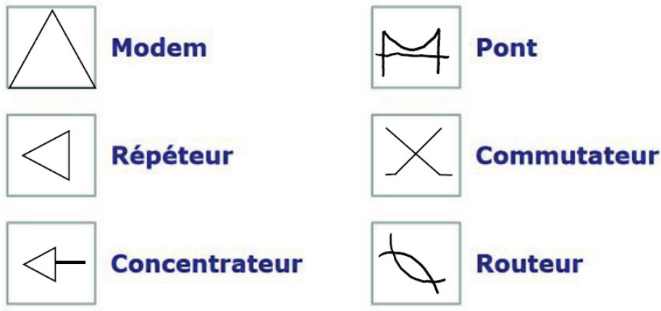 Modem
Pont
Répéteur
Commutateur
Concentrateur
Routeur